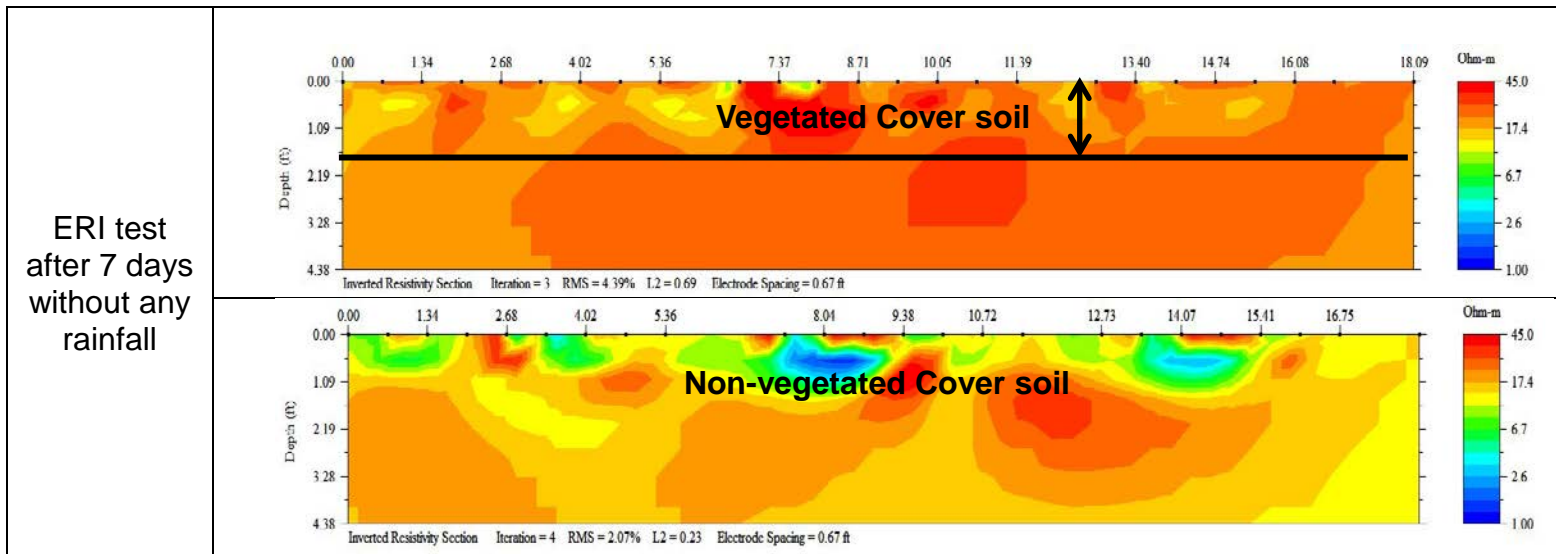 ERI test
after 7 days
without any
rainfall
0.00 1.34 2.68 4.02 5.36 7.37 8.71 10.05 11.39 13.40 14.74 16.08 18.09
Ohm-m
0.00
1.09
2.19
3.28
4.38
Depth (ft)
Vegetated Cover soil
45.0
17.4
6.7
2.6
1.00
Inverted Resistivity Section Iteration = 3 RMS = 4.39% L2 = 0.69 Electrode Spacing = 0.67 ft
0.00 1.34 2.68 4.02 5.36 8.04 9.38 10.72 12.73 14.07 15.41 16.75
Ohm-m
0.00
1.09
2.19
3.28
4.38
Depth (ft)
Non-vegetated Cover soil
45.0
17.4
6.7
2.6
1.00
Inverted Resistivity Section Iteration = 4 RMS = 2.07% L2 = 0.23 Electrode Spacing = 0.67 ft